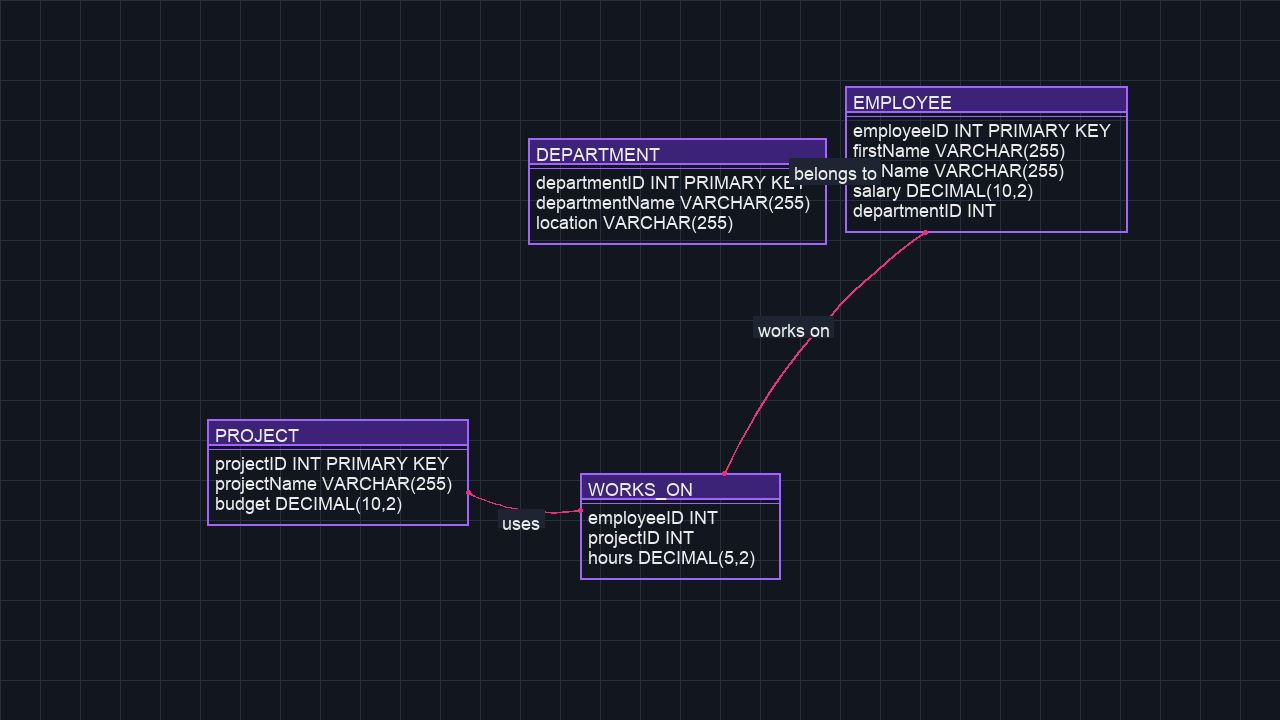 EMPLOYEE
employeeID INT PRIMARY KEY
firstName VARCHAR(255)
Name VARCHAR(255)
salary DECIMAL(10,2)
departmentID INT
DEPARTMENT
departmentID INT PRIMARY KEY
departmentName VARCHAR(255)
location VARCHAR(255)
belongs to
works on
PROJECT
projectID INT PRIMARY KEY
projectName VARCHAR(255)
budget DECIMAL(10,2)
uses
WORKS_ON
employeeID INT
projectID INT
hours DECIMAL(5,2)